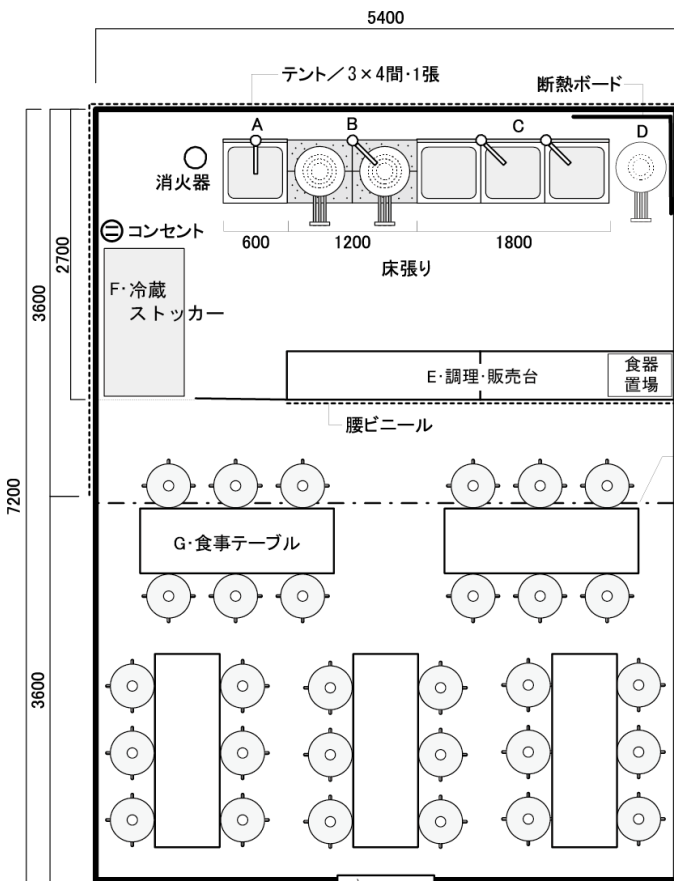 5400
テント／3×4間・1張
断熱ボード
A
B
C
D
消火器
コンセント
600
1200
1800
床張り
2700
3600
F・冷蔵
ストッカー
E・調理・販売台
食器
置場
腰ビニール
7200
G・食事テーブル
3600